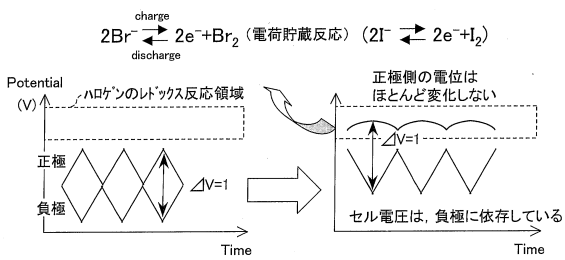 charge
2Br⁻ ⇄ 2e⁻+Br₂ (電荷貯蔵反応) (2I⁻ ⇄ 2e⁻+I₂)
discharge
Potential
(V)
ハロゲンのレドックス反応領域
正極
負極
⊿V=1
Time
正極側の電位は
ほとんど変化しない
⊿V=1
セル電圧は，負極に依存している
Time